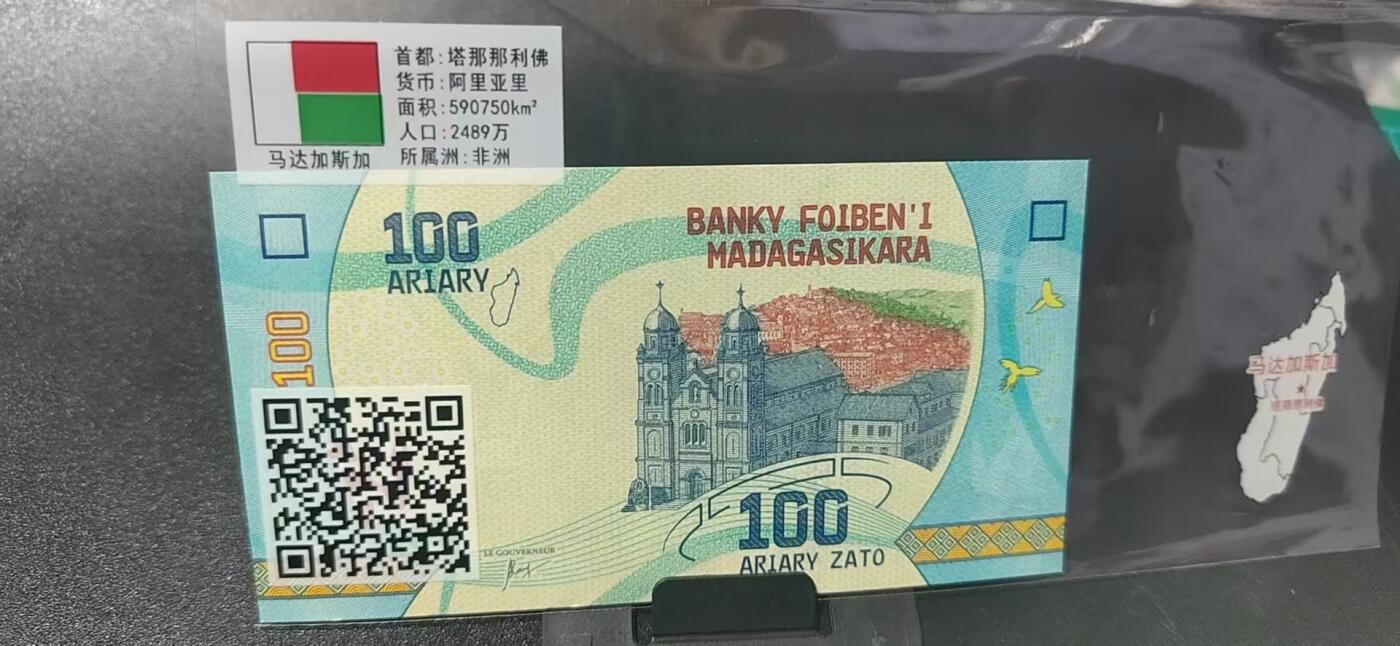 首都:塔那那利佛
货币:阿里亚里
面积:590750km²
人口:2489万
所属洲:非洲
马达加斯加
100
ARIARY
BANKY FOIBEN'I
MADAGASIKARA
100
LE GOUVERNEUR
100
ARIARY ZATO
马达加斯加